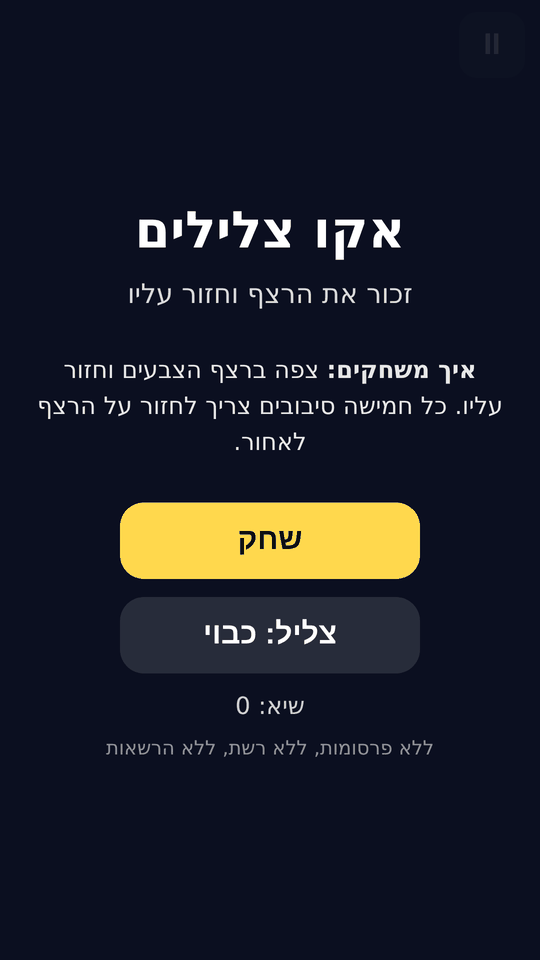 אקו צלילים
זכור את הרצף וחזור עליו
איך משחקים: צפה ברצף הצבעים וחזור
עליו. כל חמישה סיבובים צריך לחזור על הרצף
לאחור.
שחק
צליל: כבוי
שיא: 0
ללא פרסומות, ללא רשת, ללא הרשאות